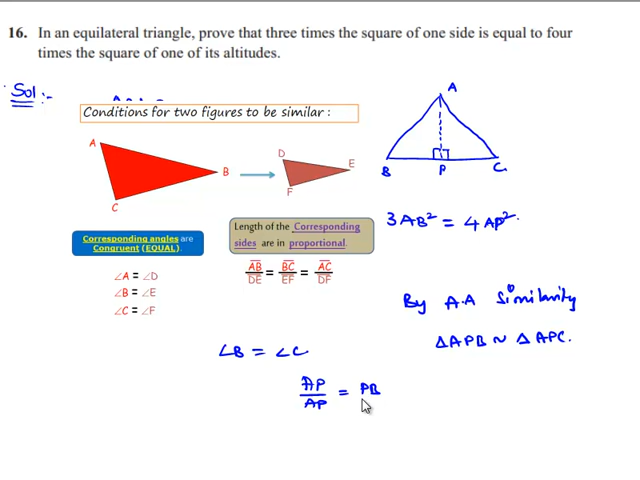 16. In an equilateral triangle, prove that three times the square of one side is equal to four
times the square of one of its altitudes.
Sol :-
Conditions for two figures to be similar :
A
B
C
D
E
F
A
B
P
C
3AB² = 4AP².
Corresponding angles are
Congruent (EQUAL)
∠A = ∠D
∠B = ∠E
∠C = ∠F
Length of the Corresponding
sides are in proportional.
AB/DE = BC/EF = AC/DF
By A.A Similarity
ΔAPB ~ ΔAPC.
∠B = ∠C
AP/AP = PB